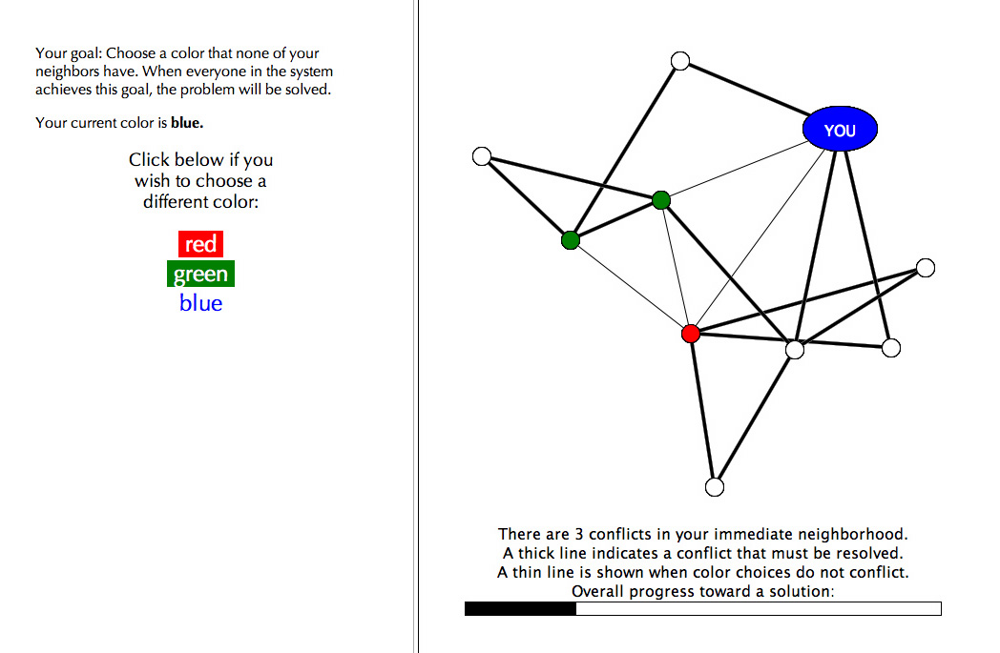 Your goal: Choose a color that none of your
neighbors have. When everyone in the system
achieves this goal, the problem will be solved.
Your current color is blue.
Click below if you
wish to choose a
different color:
red
green
blue
YOU
There are 3 conflicts in your immediate neighborhood.
A thick line indicates a conflict that must be resolved.
A thin line is shown when color choices do not conflict.
Overall progress toward a solution: